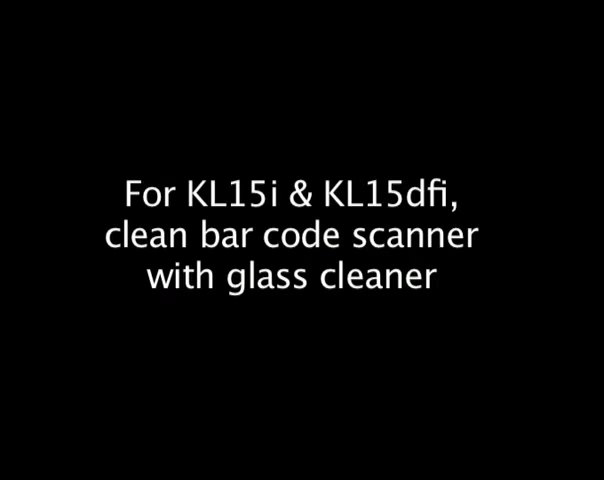 For KL15i & KL15dfi,
clean bar code scanner
with glass cleaner